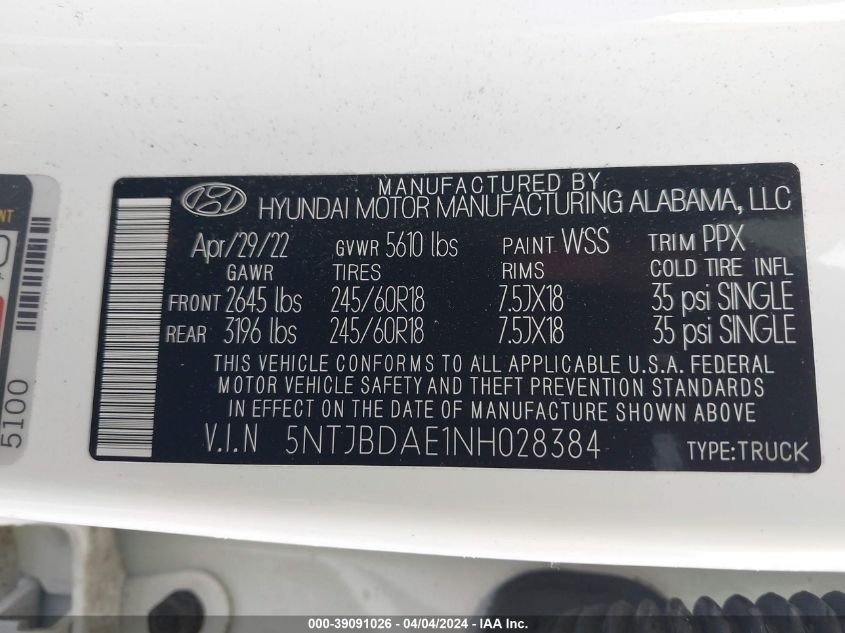 MANUFACTURED BY
HYUNDAI MOTOR MANUFACTURING ALABAMA, LLC
Apr/29/22 GVWR 5610 lbs PAINT WSS TRIM PPX
GAWR TIRES RIMS COLD TIRE INFL
FRONT 2645 lbs 245/60R18 7.5JX18 35 psi SINGLE
REAR 3196 lbs 245/60R18 7.5JX18 35 psi SINGLE
THIS VEHICLE CONFORMS TO ALL APPLICABLE U.S.A. FEDERAL
MOTOR VEHICLE SAFETY AND THEFT PREVENTION STANDARDS
IN EFFECT ON THE DATE OF MANUFACTURE SHOWN ABOVE
V.I.N 5NTJBDAE1NH028384 TYPE:TRUCK
5100
000-39091026 - 04/04/2024 - IAA Inc.